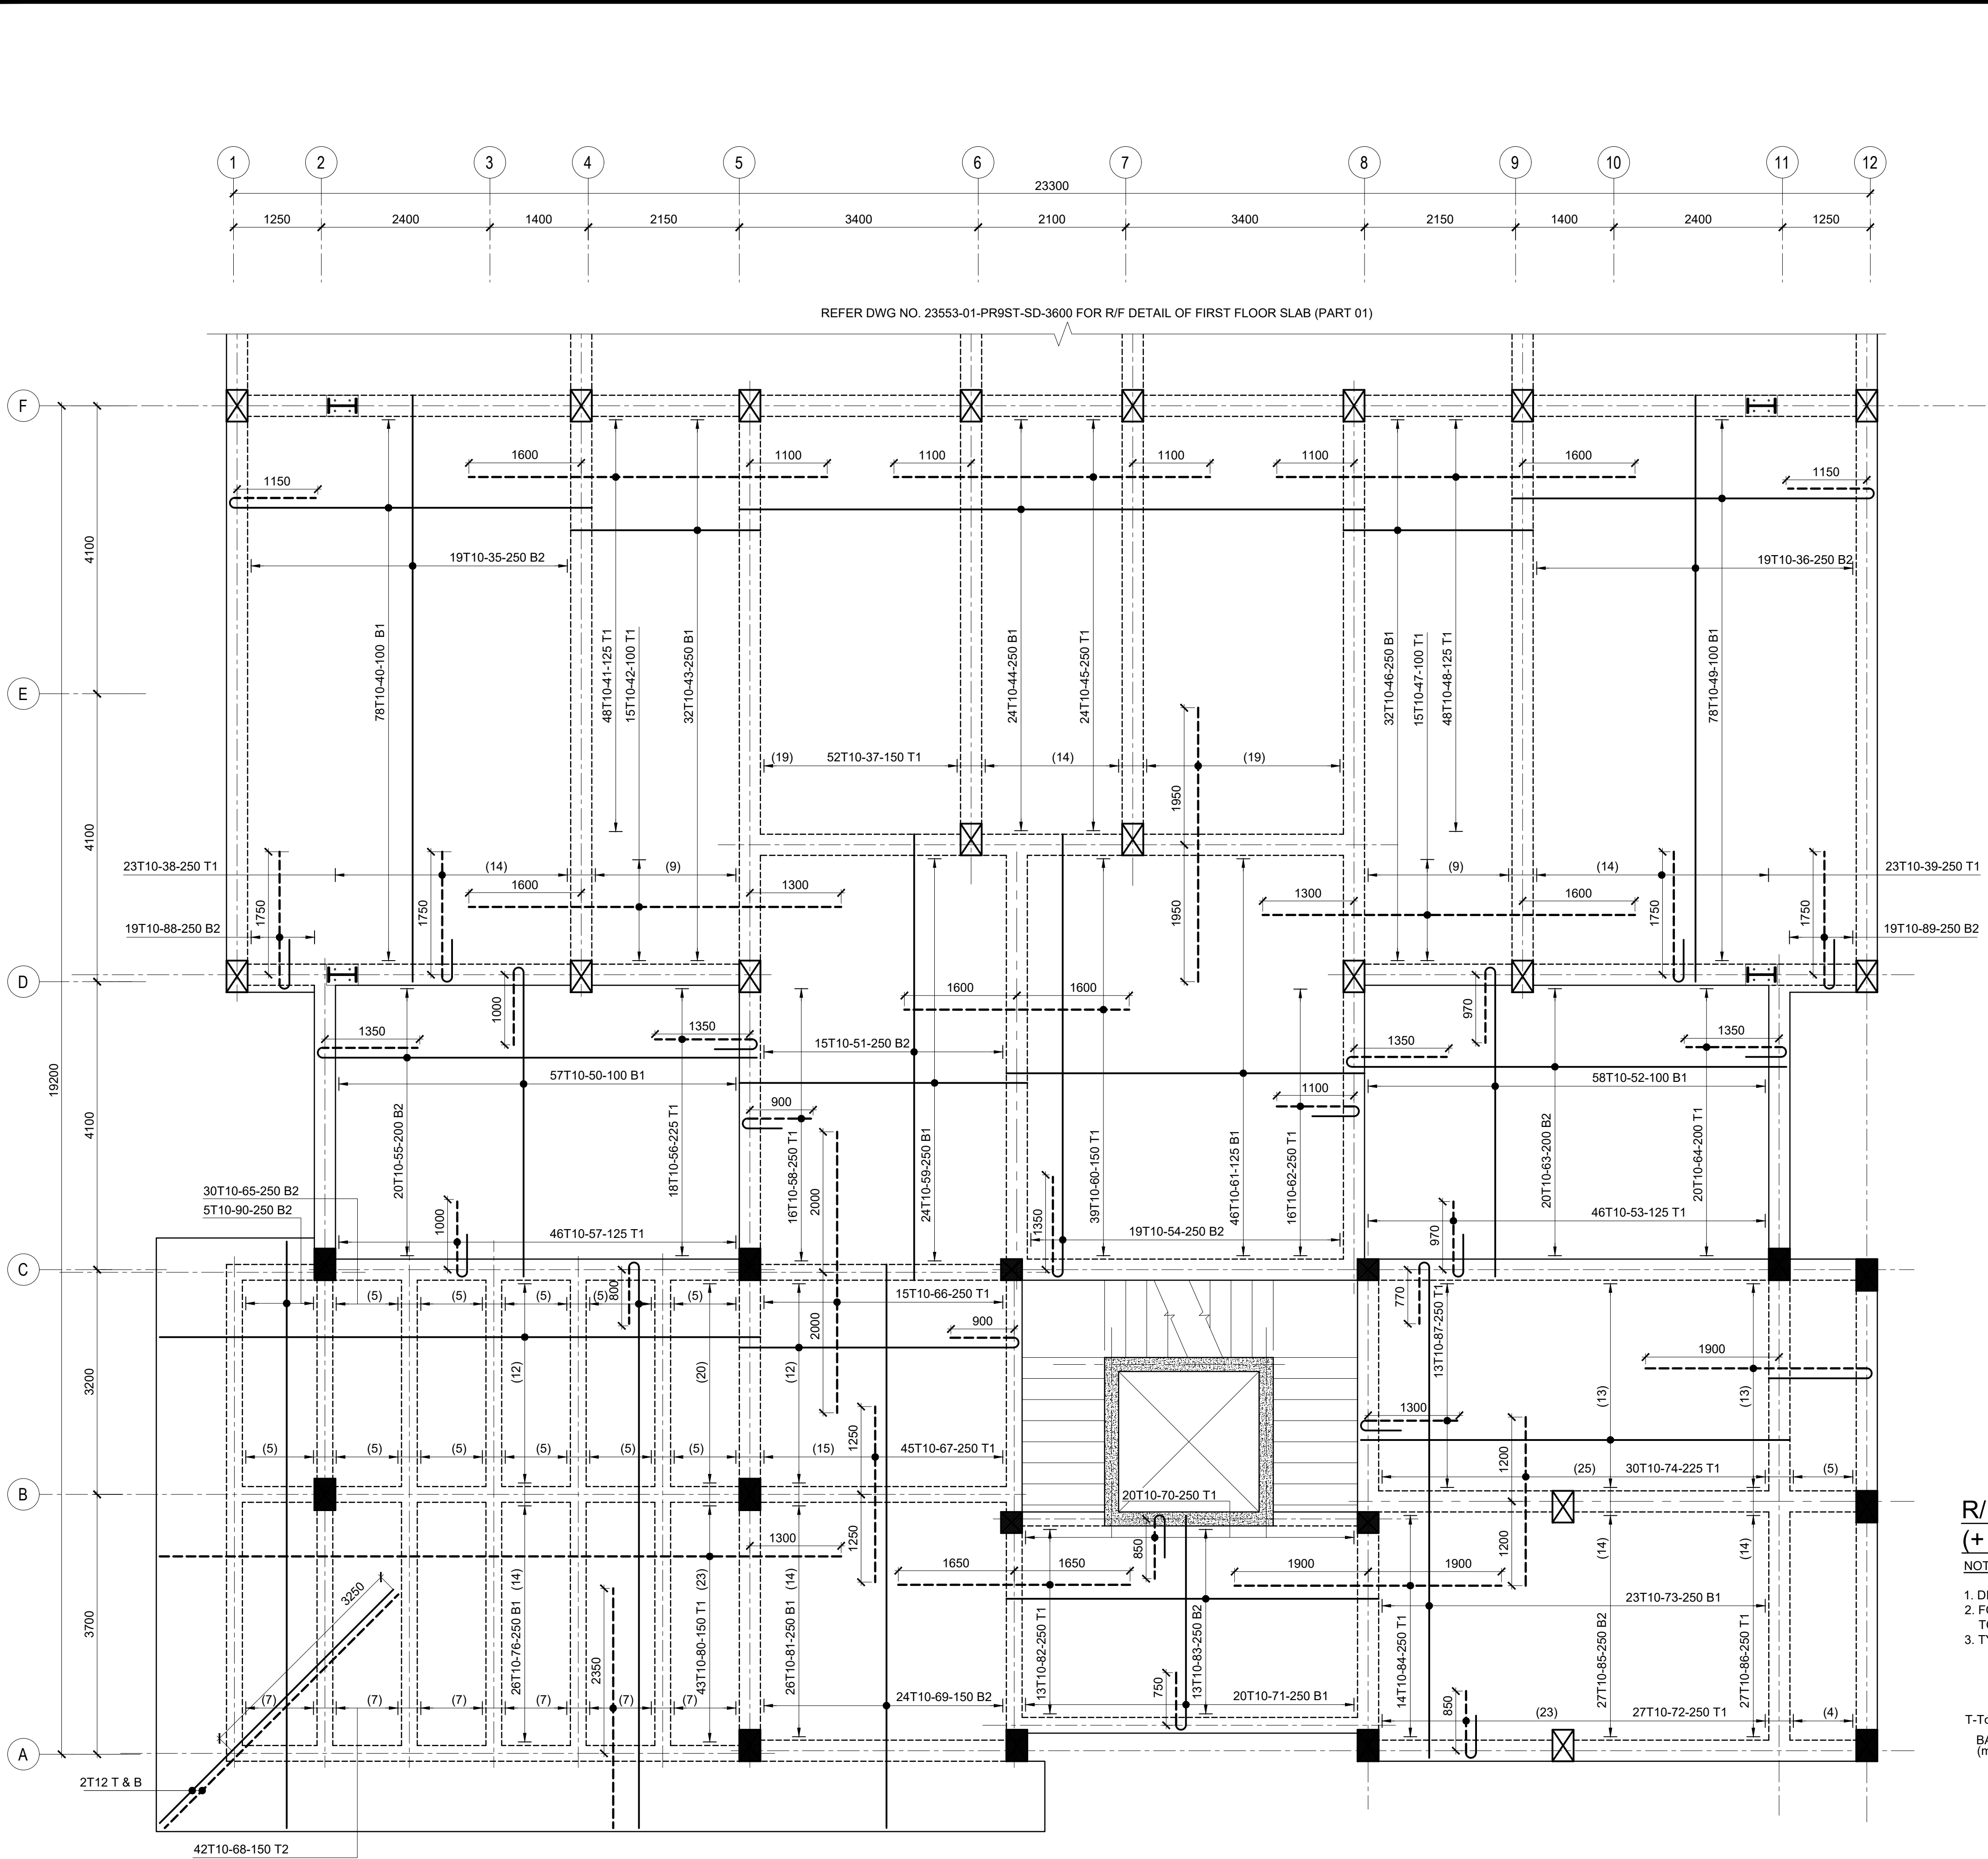 1 2 3 4 5 6 7 8 9 10 11 12
23300
1250 2400 1400 2150 3400 2100 3400 2150 1400 2400 1250
REFER DWG NO. 23553-01-PR9ST-SD-3600 FOR R/F DETAIL OF FIRST FLOOR SLAB (PART 01)
F
1600 1100 1100 1100 1100 1600
1150 1150
4100
19T10-35-250 B2 19T10-36-250 B2
78T10-40-100 B1
48T10-41-125 T1
15T10-42-100 T1
32T10-43-250 B1
24T10-44-250 B1
24T10-45-250 T1
32T10-46-250 B1
15T10-47-100 T1
48T10-48-125 T1
78T10-49-100 B1
E
(19) 52T10-37-150 T1 (14) (19)
1950
4100
23T10-38-250 T1 (14) (9) (9) (14) 23T10-39-250 T1
1600 1300 1300 1600
1750 1750 1950 1750 1750
19T10-88-250 B2 19T10-89-250 B2
D
1600 1600
1000 970
1350 1350 1350 1350
15T10-51-250 B2
57T10-50-100 B1 58T10-52-100 B1
19200
4100
900 1100
20T10-55-200 B2
18T10-56-225 T1
16T10-58-250 T1
2000
24T10-59-250 B1
39T10-60-150 T1
46T10-61-125 B1
16T10-62-250 T1
20T10-63-200 B2
20T10-64-200 T1
30T10-65-250 B2
5T10-90-250 B2
1000 1350 970
46T10-57-125 T1 19T10-54-250 B2 46T10-53-125 T1
C
(5) (5) (5) (5) (5) 15T10-66-250 T1
800 770
2000 900
13T10-87-250 T1
3200
(12) (20) (12) (13) (13)
1900
1300
1250 1200
(5) (5) (5) (5) (5) (5) (15) 45T10-67-250 T1
(25) 30T10-74-225 T1 (5)
B
20T10-70-250 T1
1250 850 1200
1300
1650 1650 1900 1900
3250
23T10-73-250 B1
3700
26T10-76-250 B1 (14)
2350
43T10-80-150 T1 (23)
26T10-81-250 B1 (14)
13T10-82-250 T1
750
13T10-83-250 B2
14T10-84-250 T1
850
27T10-85-250 B2 (14)
27T10-86-250 T1 (14)
(7) (7) (7) (7) (7) (7) 24T10-69-150 B2 20T10-71-250 B1
(23) 27T10-72-250 T1 (4)
A
2T12 T & B
42T10-68-150 T2
R/
(+
NOT
1. D
2. F
3. T
T-To
BA
(m